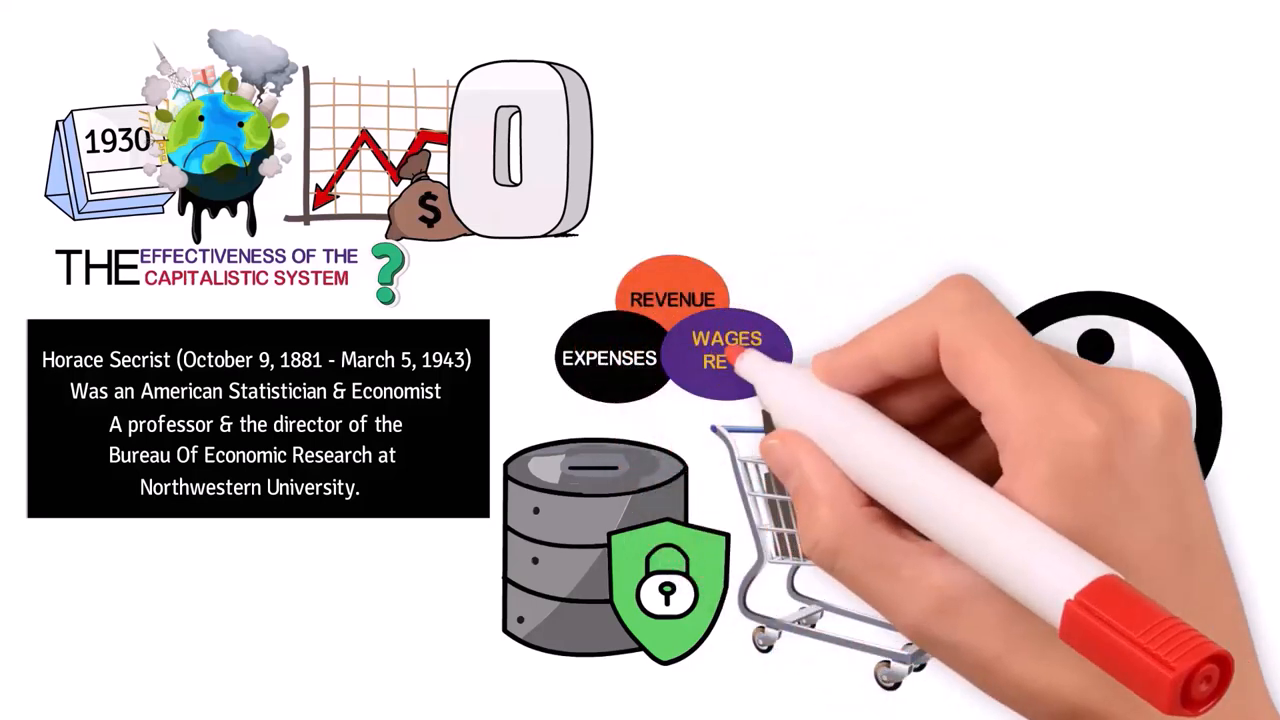 1930
$
0
THE
EFFECTIVENESS OF THE
CAPITALISTIC SYSTEM
?
Horace Secrist (October 9, 1881 - March 5, 1943)
Was an American Statistician & Economist
A professor & the director of the
Bureau Of Economic Research at
Northwestern University.
REVENUE
EXPENSES
WAGES
RE